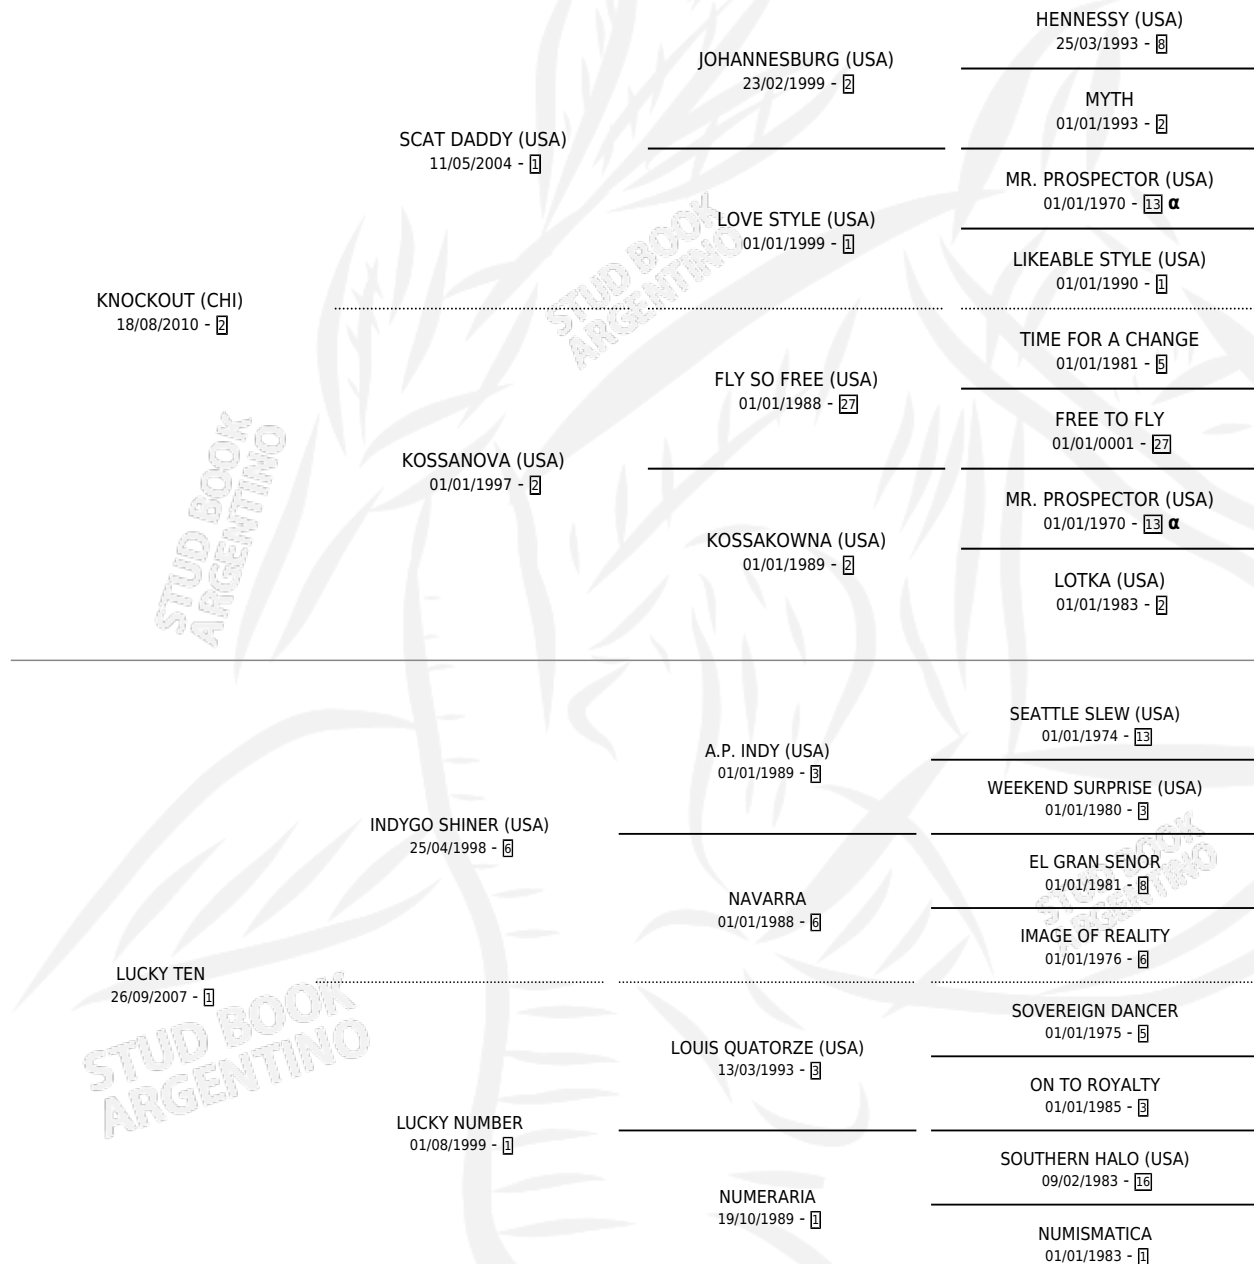 HENNESSY (USA)
25/03/1993 - 8
JOHANNESBURG (USA)
23/02/1999 - 2
MYTH
01/01/1993 - 2
SCAT DADDY (USA)
11/05/2004 - 1
MR. PROSPECTOR (USA)
01/01/1970 - 13 α
LOVE STYLE (USA)
01/01/1999 - 1
LIKEABLE STYLE (USA)
01/01/1990 - 1
KNOCKOUT (CHI)
18/08/2010 - 2
TIME FOR A CHANGE
01/01/1981 - 5
FLY SO FREE (USA)
01/01/1988 - 27
FREE TO FLY
01/01/0001 - 27
KOSSANOVA (USA)
01/01/1997 - 2
MR. PROSPECTOR (USA)
01/01/1970 - 13 α
KOSSAKOWNA (USA)
01/01/1989 - 2
LOTKA (USA)
01/01/1983 - 2
STUD BOOK
ARGENTINO
STUD BOOK
ARGENTINO
SEATTLE SLEW (USA)
01/01/1974 - 13
A.P. INDY (USA)
01/01/1989 - 3
WEEKEND SURPRISE (USA)
01/01/1980 - 3
INDYGO SHINER (USA)
25/04/1998 - 6
EL GRAN SENOR
01/01/1981 - 8
NAVARRA
01/01/1988 - 6
IMAGE OF REALITY
01/01/1976 - 6
LUCKY TEN
26/09/2007 - 1
SOVEREIGN DANCER
01/01/1975 - 5
LOUIS QUATORZE (USA)
13/03/1993 - 3
ON TO ROYALTY
01/01/1985 - 3
LUCKY NUMBER
01/08/1999 - 1
SOUTHERN HALO (USA)
09/02/1983 - 16
NUMERARIA
19/10/1989 - 1
NUMISMATICA
01/01/1983 - 1
STUD BOOK
ARGENTINO
STUD BOOK
ARGENTINO